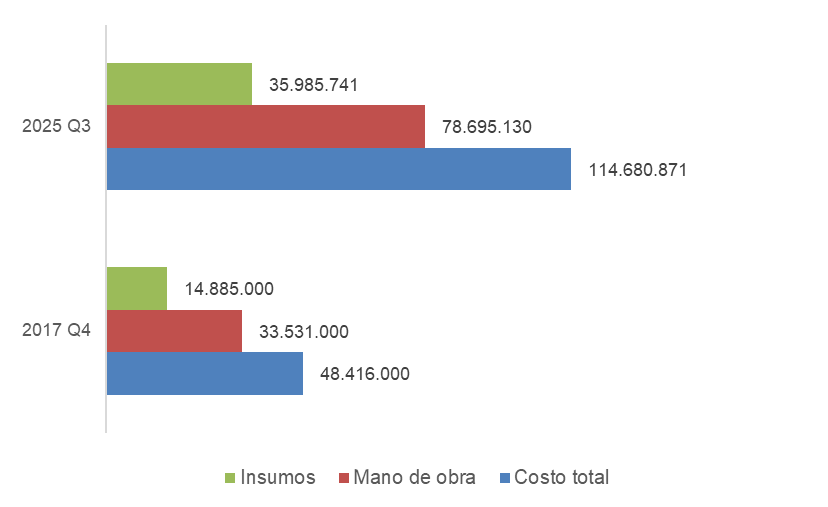 35.985.741
2025 Q3
78.695.130
114.680.871
14.885.000
2017 Q4
33.531.000
48.416.000
Insumos Mano de obra Costo total